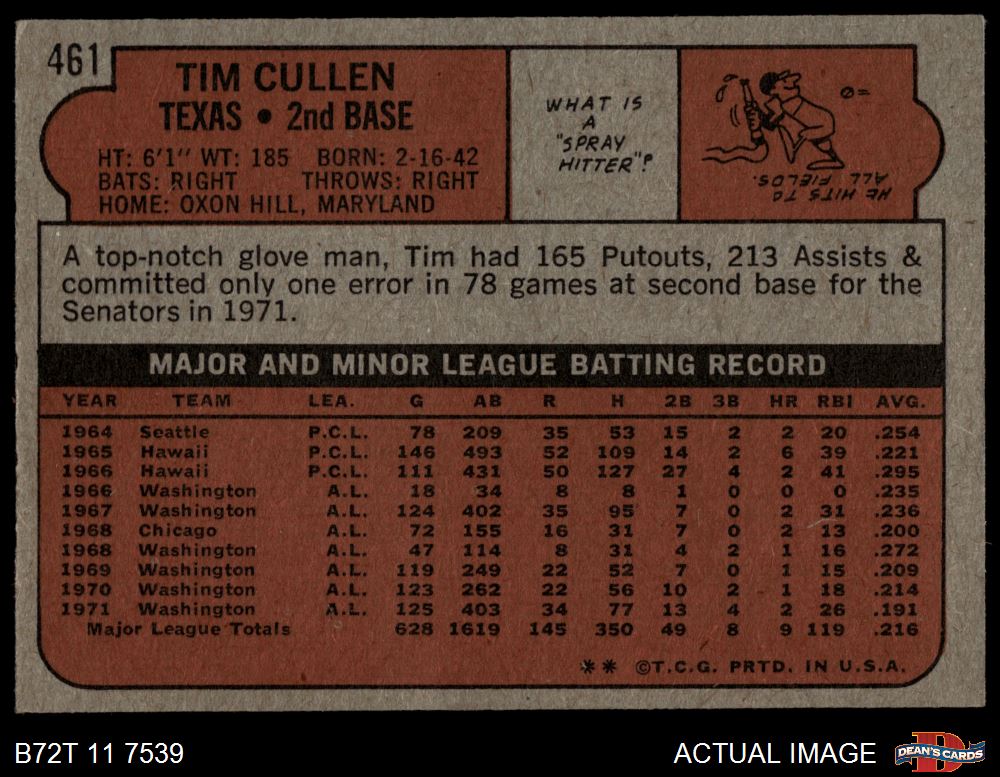 461
TIM CULLEN
TEXAS • 2nd BASE
HT: 6'1" WT: 185 BORN: 2-16-42
BATS: RIGHT THROWS: RIGHT
HOME: OXON HILL, MARYLAND
WHAT IS
A
"SPRAY
HITTER"?
HE HITS TO
ALL FIELDS.
A top-notch glove man, Tim had 165 Putouts, 213 Assists &
committed only one error in 78 games at second base for the
Senators in 1971.
MAJOR AND MINOR LEAGUE BATTING RECORD
YEAR TEAM LEA. G AB R H 2B 3B HR RBI AVG.
1964 Seattle P.C.L. 78 209 35 53 15 2 2 20 .254
1965 Hawaii P.C.L. 146 493 52 109 14 2 6 39 .221
1966 Hawaii P.C.L. 111 431 50 127 27 4 2 41 .295
1966 Washington A.L. 18 34 8 8 1 0 0 0 .235
1967 Washington A.L. 124 402 35 95 7 0 2 31 .236
1968 Chicago A.L. 72 155 16 31 7 0 2 13 .200
1968 Washington A.L. 47 114 8 31 4 2 1 16 .272
1969 Washington A.L. 119 249 22 52 7 0 1 15 .209
1970 Washington A.L. 123 262 22 56 10 2 1 18 .214
1971 Washington A.L. 125 403 34 77 13 4 2 26 .191
Major League Totals 628 1619 145 350 49 8 9 119 .216
** ©T.C.G. PRTD. IN U.S.A.
B72T 11 7539
ACTUAL IMAGE
D
DEAN'S CARDS